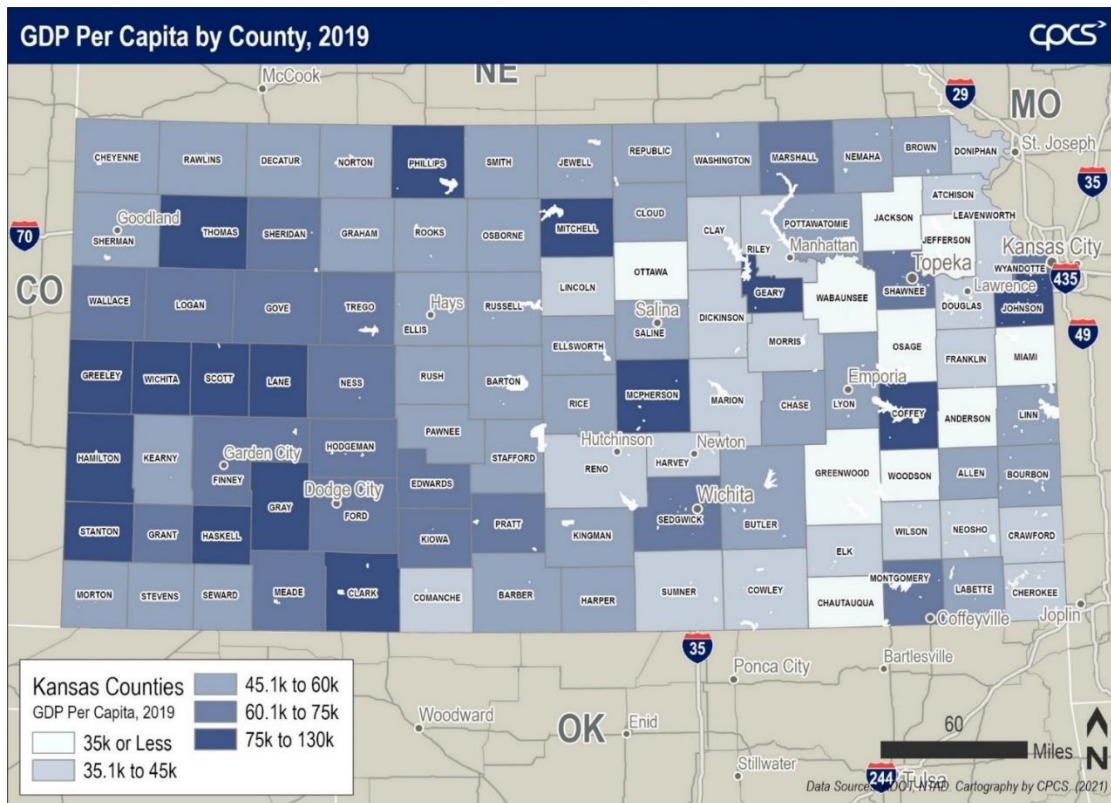 GDP Per Capita by County, 2019
cpcs
NE
McCook
29
MO
CHEYENNE
RAWLINS
DECATUR
NORTON
PHILLIPS
SMITH
JEWELL
REPUBLIC
WASHINGTON
MARSHALL
NEMAHA
BROWN
DONIPHAN
St. Joseph
35
70
Goodland
SHERMAN
THOMAS
SHERIDAN
GRAHAM
ROOKS
OSBORNE
MITCHELL
CLOUD
CLAY
RILEY
Manhattan
POTTAWATOMIE
JACKSON
ATCHISON
JEFFERSON
LEAVENWORTH
Kansas City
WYANDOTTE
435
CO
WALLACE
LOGAN
GOVE
TREGO
Hays
ELLIS
RUSSELL
LINCOLN
OTTAWA
Salina
SALINE
DICKINSON
GEARY
WABAUNSEE
Topeka
SHAWNEE
Lawrence
DOUGLAS
JOHNSON
49
GREELEY
WICHITA
SCOTT
LANE
NESS
RUSH
BARTON
ELLSWORTH
RICE
MCPHERSON
MARION
MORRIS
CHASE
Emporia
LYON
OSAGE
FRANKLIN
MIAMI
COFFEY
ANDERSON
LINN
HAMILTON
KEARNY
Garden City
FINNEY
HODGEMAN
PAWNEE
STAFFORD
Hutchinson
RENO
Newton
HARVEY
GREENWOOD
WOODSON
ALLEN
BOURBON
GRAY
Dodge City
FORD
EDWARDS
STANTON
GRANT
HASKELL
KIOWA
PRATT
KINGMAN
Wichita
SEDGWICK
BUTLER
ELK
WILSON
NEOSHO
CRAWFORD
MORTON
STEVENS
SEWARD
MEADE
CLARK
COMANCHE
BARBER
HARPER
SUMNER
COWLEY
CHAUTAUQUA
MONTGOMERY
LABETTE
CHEROKEE
Coffeyville
Joplin
35
Ponca City
Bartlesville
Woodward
OK
Enid
Stillwater
244
Tulsa
Kansas Counties
GDP Per Capita, 2019
35k or Less
35.1k to 45k
45.1k to 60k
60.1k to 75k
75k to 130k
60
Miles
N
Data Sources: DOT, NTAD. Cartography by CPCS. (2021)